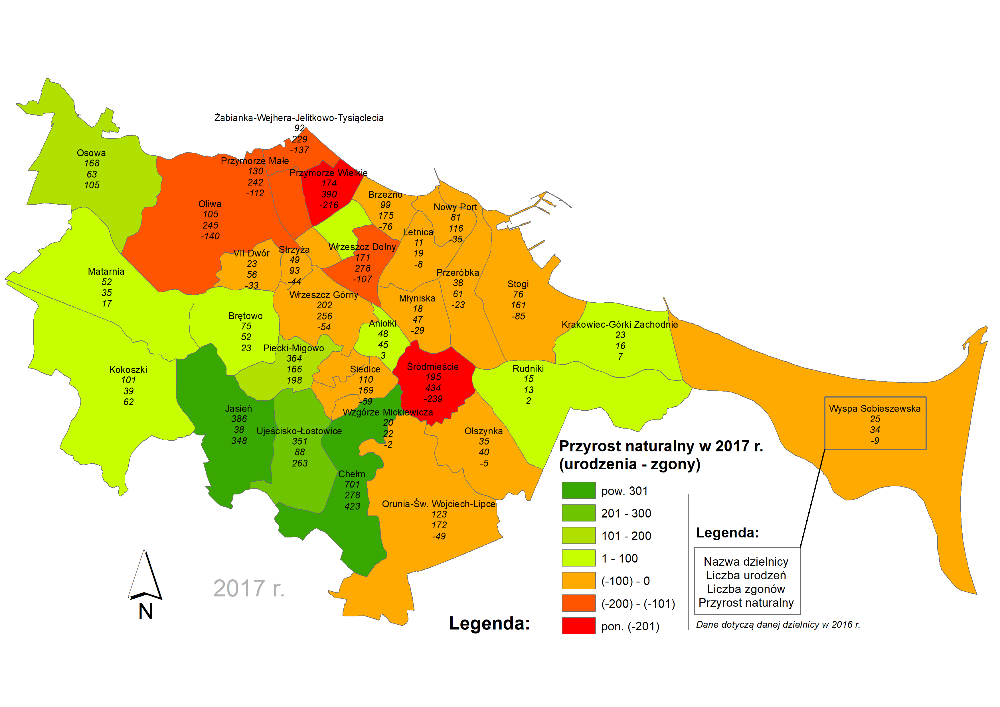 Żabianka-Wejhera-Jelitkowo-Tysiąclecia
92
229
-137
Osowa
168
63
105
Przymorze Małe
130
242
-112
Przymorze Wielkie
174
390
-216
Oliwa
105
245
-140
Brzeźno
99
175
-76
Nowy Port
81
116
-35
Letnica
11
19
-8
VII Dwór
23
56
-33
Strzyża
49
93
-44
Wrzeszcz Dolny
171
278
-107
Matarnia
52
35
17
Przeróbka
38
61
-23
Stogi
76
161
-85
Wrzeszcz Górny
202
256
-54
Młyniska
18
47
-29
Brętowo
75
52
23
Aniołki
48
45
3
Krakowiec-Górki Zachodnie
23
16
7
Piecki-Migowo
364
166
198
Kokoszki
101
39
62
Siedlce
110
169
-59
Śródmieście
195
434
-239
Rudniki
15
13
2
Jasień
386
38
348
Wzgórze Mickiewicza
20
22
-2
Wyspa Sobieszewska
25
34
-9
Ujeścisko-Łostowice
351
88
263
Olszynka
35
40
-5
Chełm
701
278
423
Orunia-Św. Wojciech-Lipce
123
172
-49
Przyrost naturalny w 2017 r.
(urodzenia - zgony)
pow. 301
201 - 300
101 - 200
1 - 100
(-100) - 0
(-200) - (-101)
pon. (-201)
Legenda:
Nazwa dzielnicy
Liczba urodzeń
Liczba zgonów
Przyrost naturalny
Dane dotyczą danej dzielnicy w 2016 r.
Legenda:
2017 r.
N